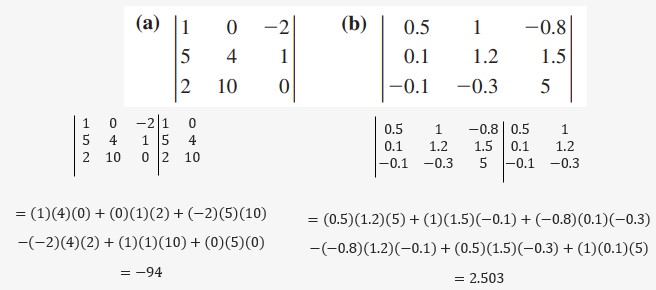 (a) |1 0 −2| (b) |0.5 1 −0.8|
|5 4 1| |0.1 1.2 1.5|
|2 10 0| |−0.1 −0.3 5|
|1 0 −2|1 0
|5 4 1|5 4
|2 10 0|2 10
|0.5 1 −0.8|0.5 1
|0.1 1.2 1.5|0.1 1.2
|−0.1 −0.3 5|−0.1 −0.3
= (1)(4)(0) + (0)(1)(2) + (−2)(5)(10)
−(−2)(4)(2) + (1)(1)(10) + (0)(5)(0)
= −94
= (0.5)(1.2)(5) + (1)(1.5)(−0.1) + (−0.8)(0.1)(−0.3)
−(−0.8)(1.2)(−0.1) + (0.5)(1.5)(−0.3) + (1)(0.1)(5)
= 2.503